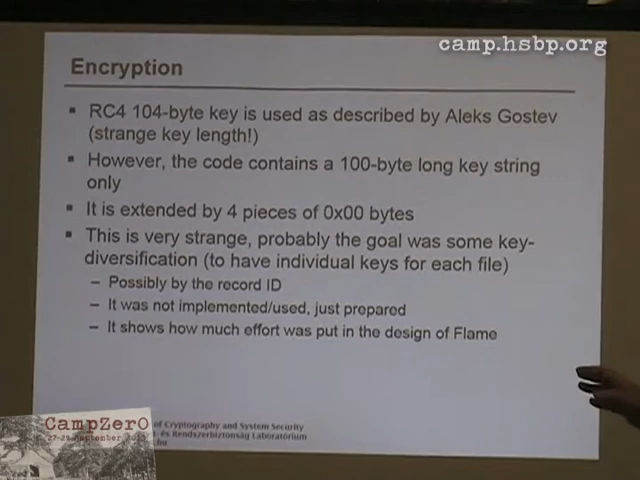 camp.hsbp.org
Encryption
▪ RC4 104-byte key is used as described by Aleks Gostev
(strange key length!)
▪ However, the code contains a 100-byte long key string
only
▪ It is extended by 4 pieces of 0x00 bytes
▪ This is very strange, probably the goal was some key-
diversification (to have individual keys for each file)
– Possibly by the record ID
– It was not implemented/used, just prepared
– It shows how much effort was put in the design of Flame
CampZer0
September
of Cryptography and System Security
és Rendszerbiztonság Laboratórium
.hu